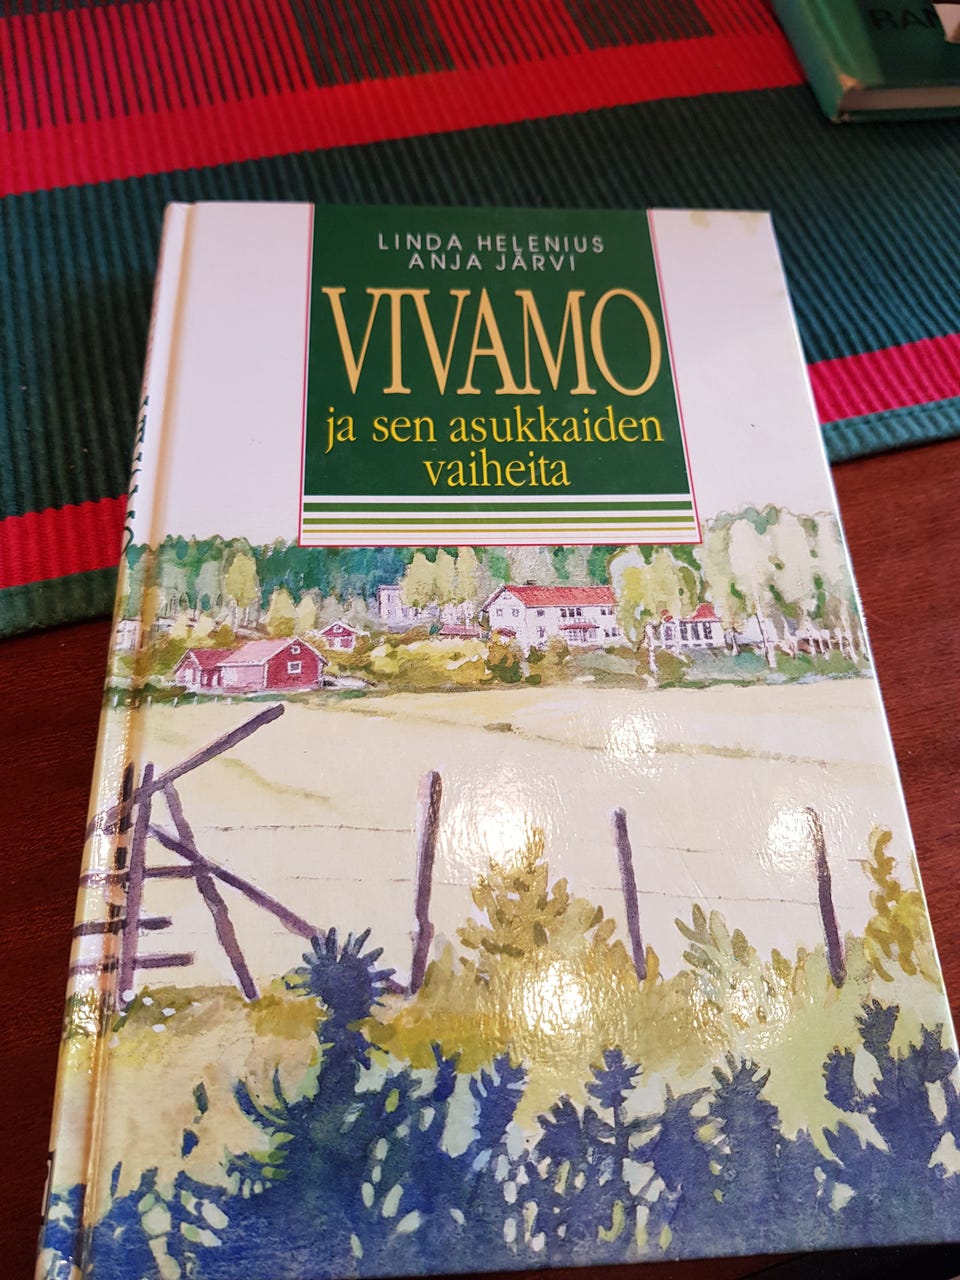 LINDA HELENIUS
ANJA JÄRVI
VIVAMO
ja sen asukkaiden
vaiheita